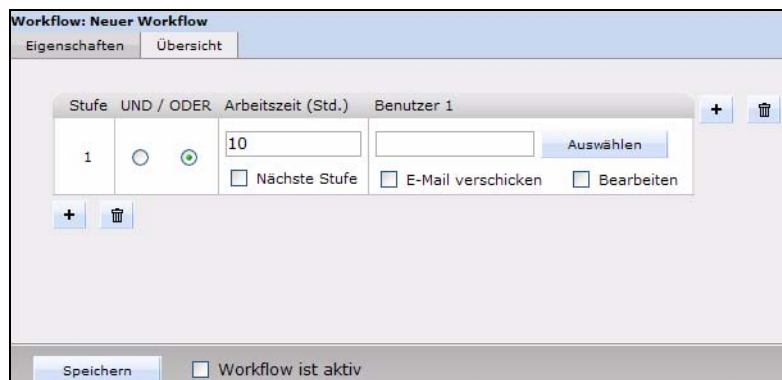 Workflow: Neuer Workflow
Eigenschaften Übersicht
Stufe UND / ODER Arbeitszeit (Std.) Benutzer 1
+
1 10 Auswählen
Nächste Stufe E-Mail verschicken Bearbeiten
+
Speichern Workflow ist aktiv